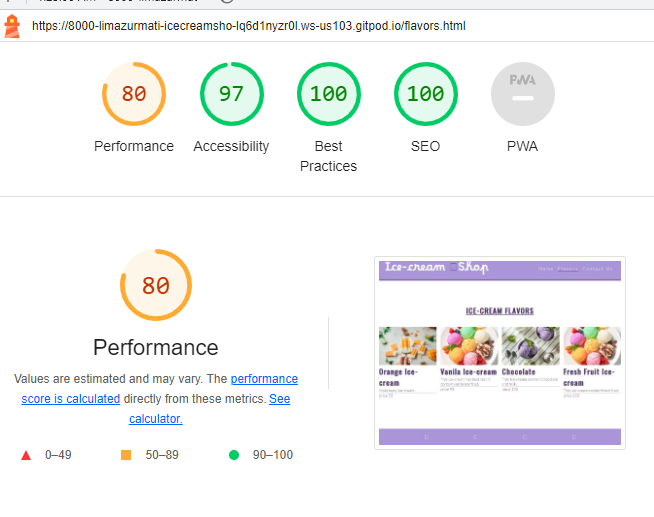 https://8000-limazurmati-icecreamsho-lq6d1nyzr0l.ws-us103.gitpod.io/flavors.html
80
97
100
100
PWA
Performance
Accessibility
Best
Practices
SEO
PWA
80
Performance
Values are estimated and may vary. The performance
score is calculated directly from these metrics. See
calculator.
0–49
50–89
90–100
Ice-cream Shop
Home Flavors Contact Us
ICE-CREAM FLAVORS
Orange Ice-
cream
Vanila Ice-cream
Chocolate
Fresh Fruit Ice-
cream